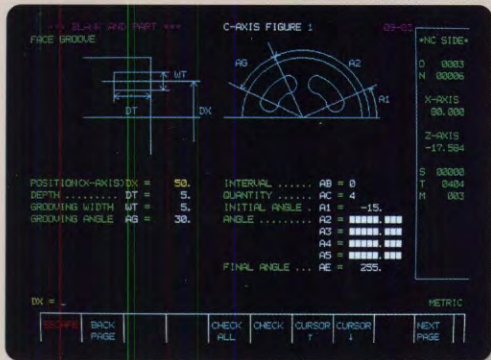 *** BLANK AND PART ***
C-AXIS FIGURE 1
FACE GROOVE
*NC SIDE*
O 0003
N 00006
X-AXIS
80.000
Z-AXIS
-17.584
S 00000
T 0404
M 003
WT
DT
DX
AG
A2
A1
POSITION(X-AXIS)DX = 50.
DEPTH ......... DT = 5.
GROOVING WIDTH WT = 5.
GROOVING ANGLE AG = 30.
INTERVAL ...... AB = 0
QUANTITY ...... AC = 4
INITIAL ANGLE . A1 = -15.
ANGLE ......... A2 =
A3 =
A4 =
A5 =
FINAL ANGLE ... AE = 255.
DX = _
METRIC
ESCAPE
BACK PAGE
CHECK ALL
CHECK
CURSOR ↑
CURSOR ↓
NEXT PAGE